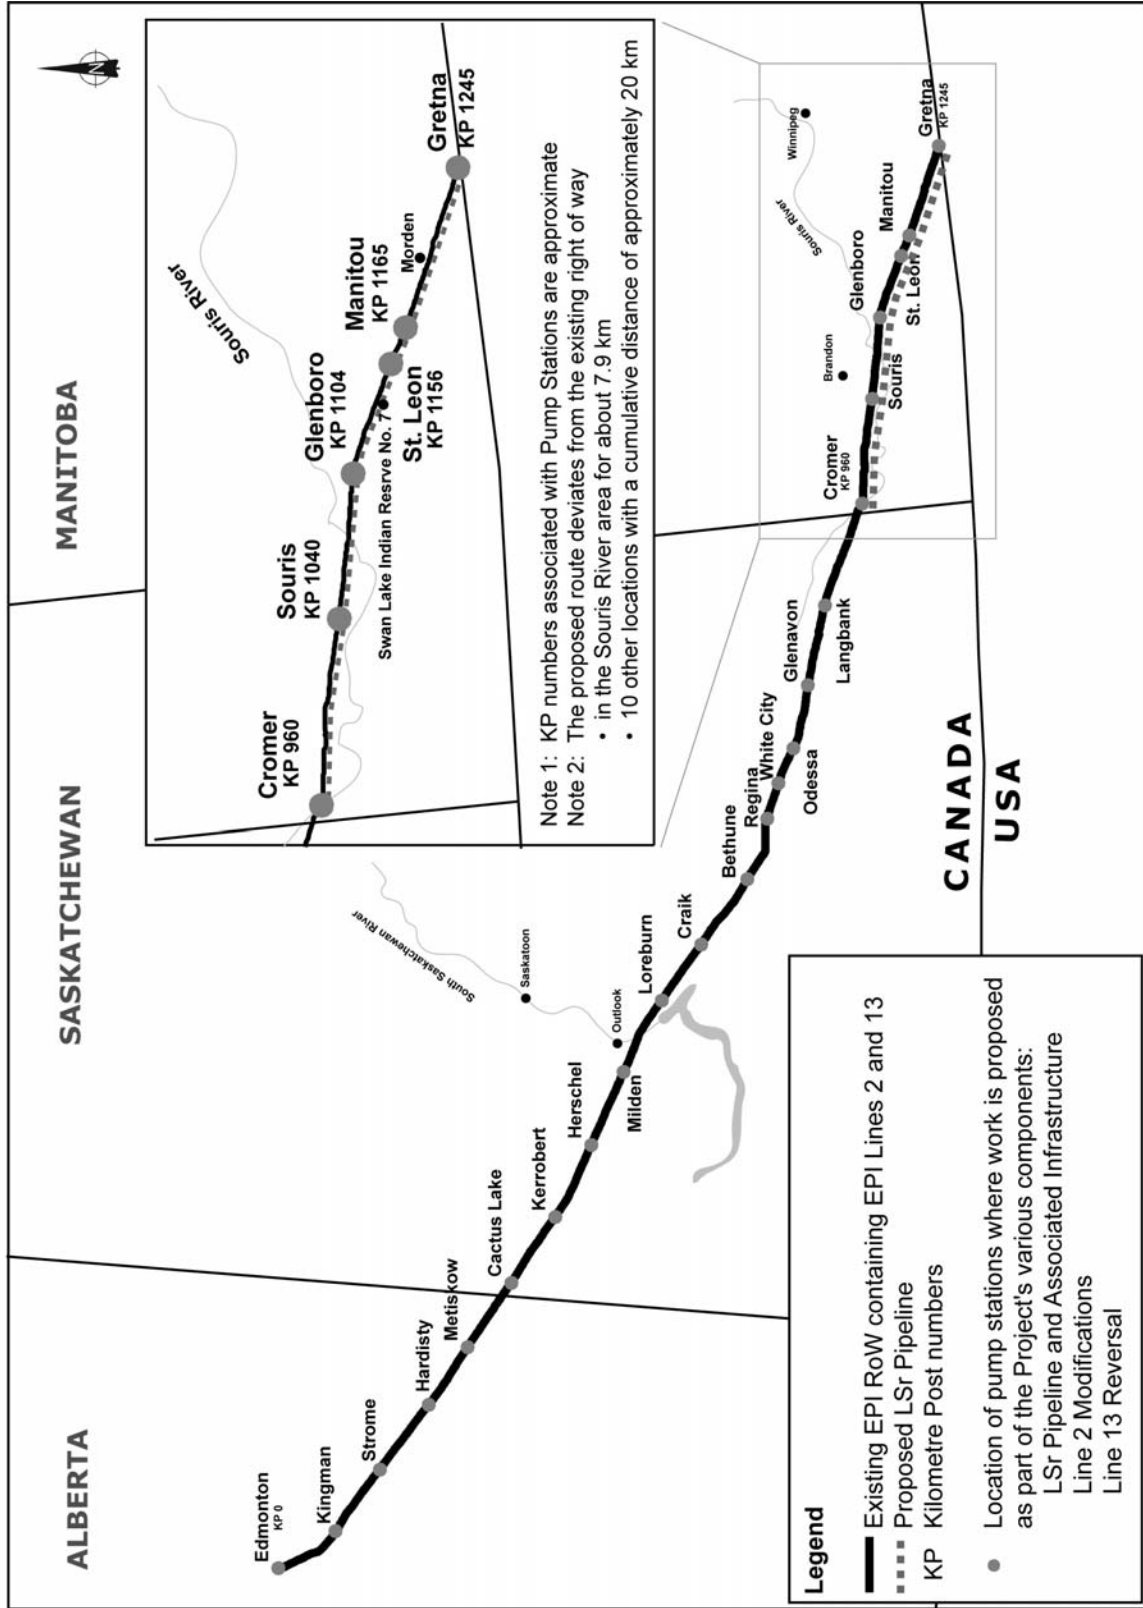 ALBERTA
SASKATCHEWAN
MANITOBA
N
Edmonton
KP 0
Kingman
Strome
Hardisty
Metiskow
Cactus Lake
Kerrobert
Herschel
Milden
Outlook
Saskatoon
South Saskatchewan River
Loreburn
Craik
Bethune
Regina
White City
Odessa
Glenavon
Langbank
Cromer
KP 960
Souris
Brandon
Glenboro
St. Leon
Manitou
Souris River
Winnipeg
Gretna
KP 1245
CANADA
USA
Cromer
KP 960
Souris
KP 1040
Glenboro
KP 1104
Swan Lake Indian Resrve No. 7
St. Leon
KP 1156
Manitou
KP 1165
Morden
Gretna
KP 1245
Souris River
Note 1: KP numbers associated with Pump Stations are approximate
Note 2: The proposed route deviates from the existing right of way
• in the Souris River area for about 7.9 km
• 10 other locations with a cumulative distance of approximately 20 km
Legend
Existing EPI RoW containing EPI Lines 2 and 13
Proposed LSr Pipeline
KP Kilometre Post numbers
Location of pump stations where work is proposed
as part of the Project's various components:
LSr Pipeline and Associated Infrastructure
Line 2 Modifications
Line 13 Reversal